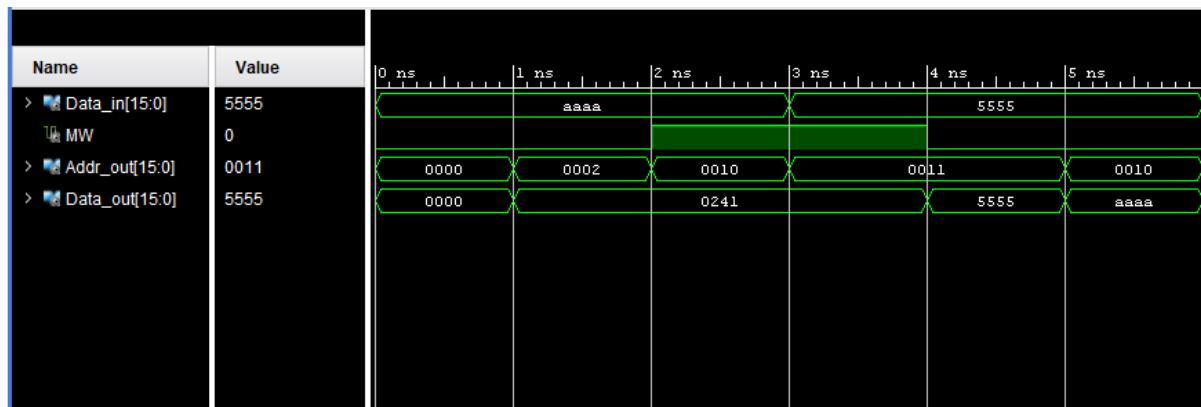 Name Value 0 ns 1 ns 2 ns 3 ns 4 ns 5 ns
Data_in[15:0] 5555 aaaa 5555
MW 0
Addr_out[15:0] 0011 0000 0002 0010 0011 0010
Data_out[15:0] 5555 0000 0241 5555 aaaa